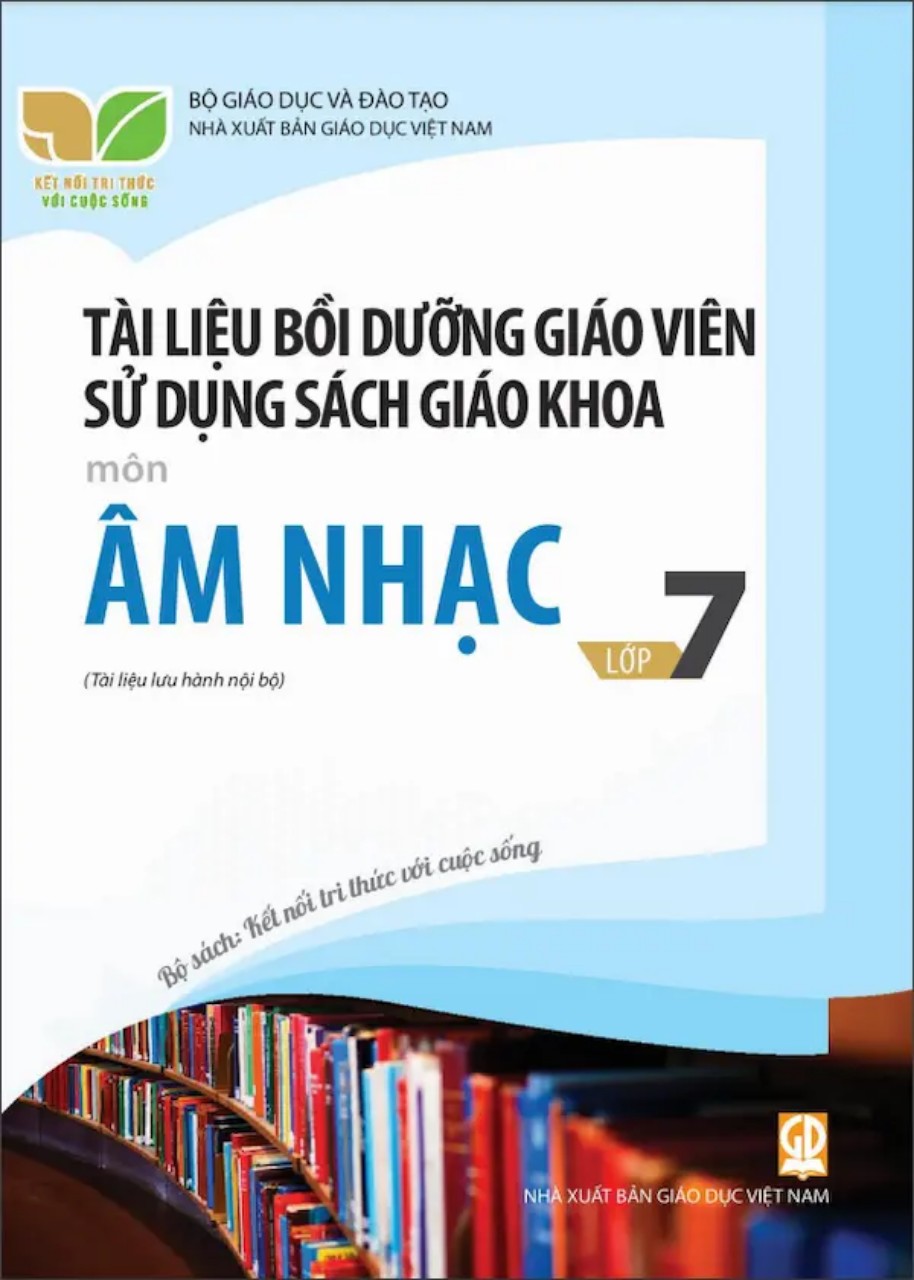 BỘ GIÁO DỤC VÀ ĐÀO TẠO
NHÀ XUẤT BẢN GIÁO DỤC VIỆT NAM
KẾT NỐI TRI THỨC
VỚI CUỘC SỐNG
TÀI LIỆU BỒI DƯỠNG GIÁO VIÊN
SỬ DỤNG SÁCH GIÁO KHOA
môn
ÂM NHẠC
LỚP 7
(Tài liệu lưu hành nội bộ)
Bộ sách: Kết nối tri thức với cuộc sống
GD
NHÀ XUẤT BẢN GIÁO DỤC VIỆT NAM